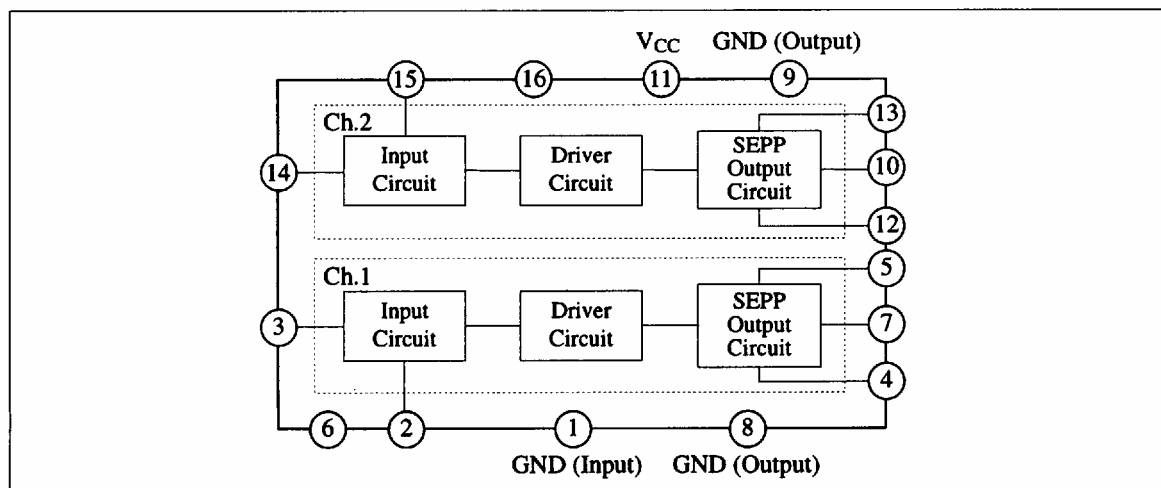 V_CC GND (Output)
15 16 11 9
Ch.2
13
Input Circuit
Driver Circuit
SEPP Output Circuit
14
10
12
Ch.1
5
Input Circuit
Driver Circuit
SEPP Output Circuit
3
7
4
6 2 1 8
GND (Input) GND (Output)